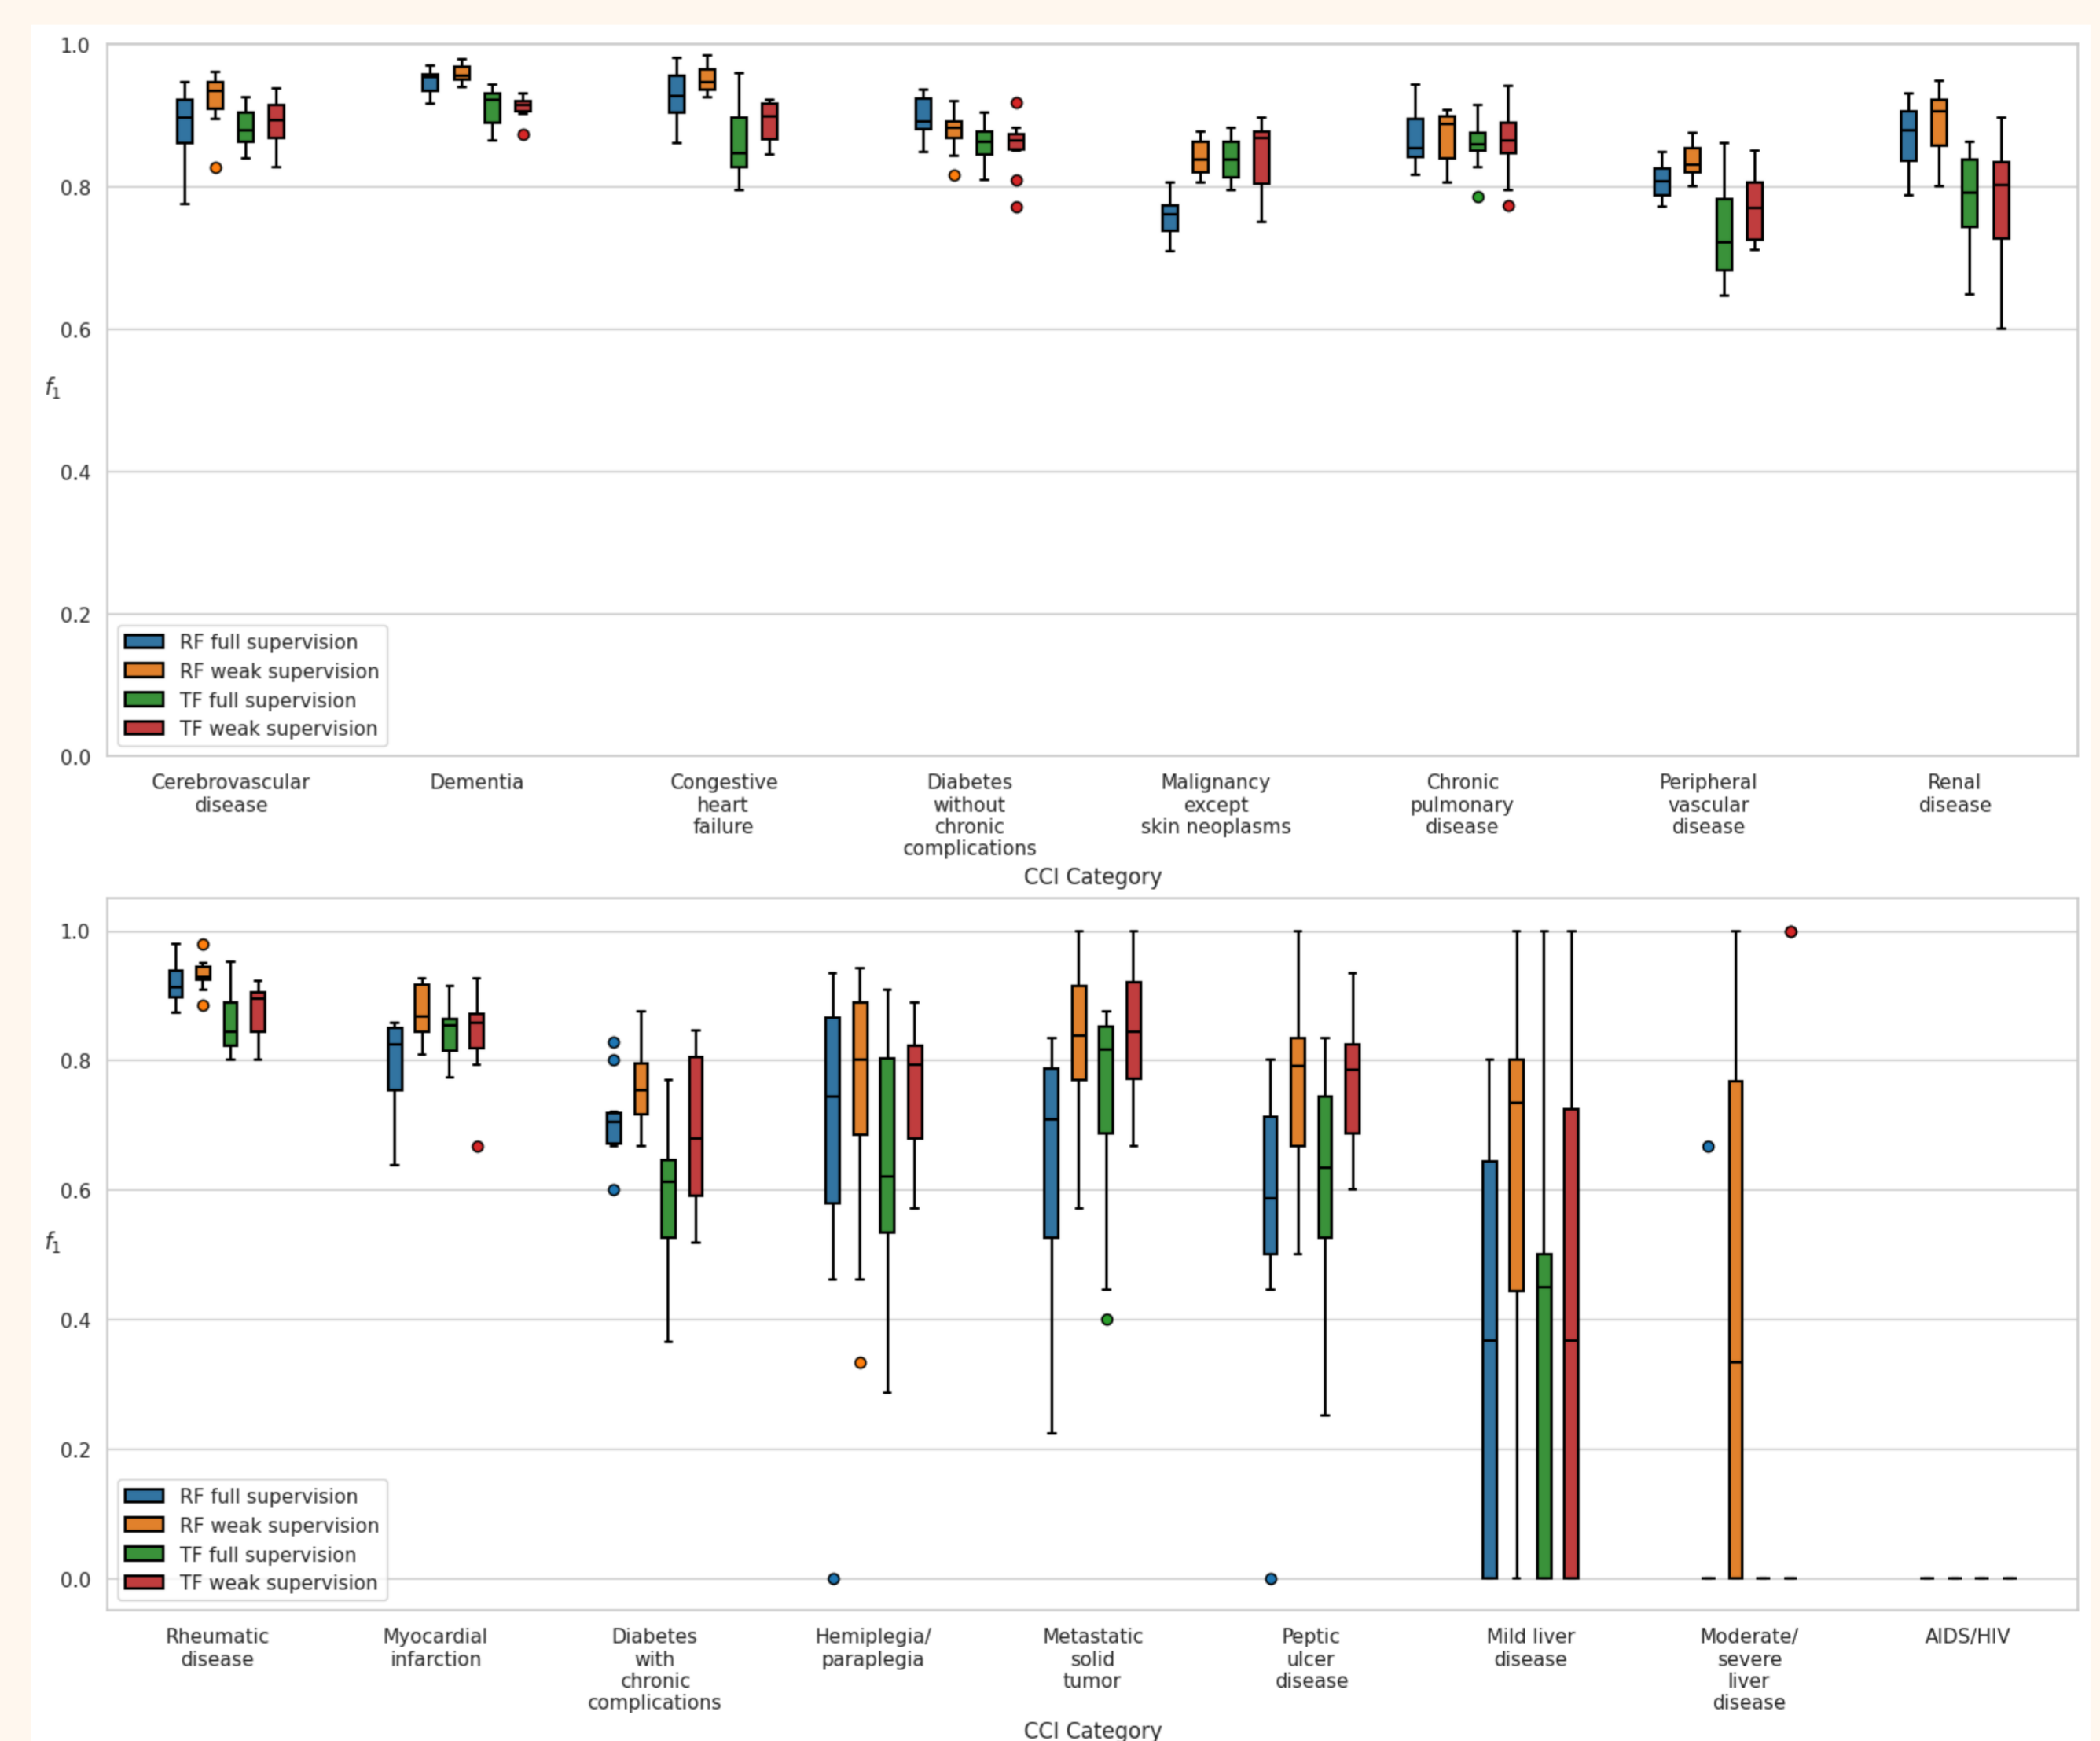 1.0
0.8
0.6
f1
0.4
0.2
0.0
RF full supervision
RF weak supervision
TF full supervision
TF weak supervision
Cerebrovascular
disease
Dementia
Congestive
heart
failure
Diabetes
without
chronic
complications
Malignancy
except
skin neoplasms
Chronic
pulmonary
disease
Peripheral
vascular
disease
Renal
disease
CCI Category
1.0
0.8
0.6
f1
0.4
0.2
0.0
RF full supervision
RF weak supervision
TF full supervision
TF weak supervision
Rheumatic
disease
Myocardial
infarction
Diabetes
with
chronic
complications
Hemiplegia/
paraplegia
Metastatic
solid
tumor
Peptic
ulcer
disease
Mild liver
disease
Moderate/
severe
liver
disease
AIDS/HIV
CCI Category